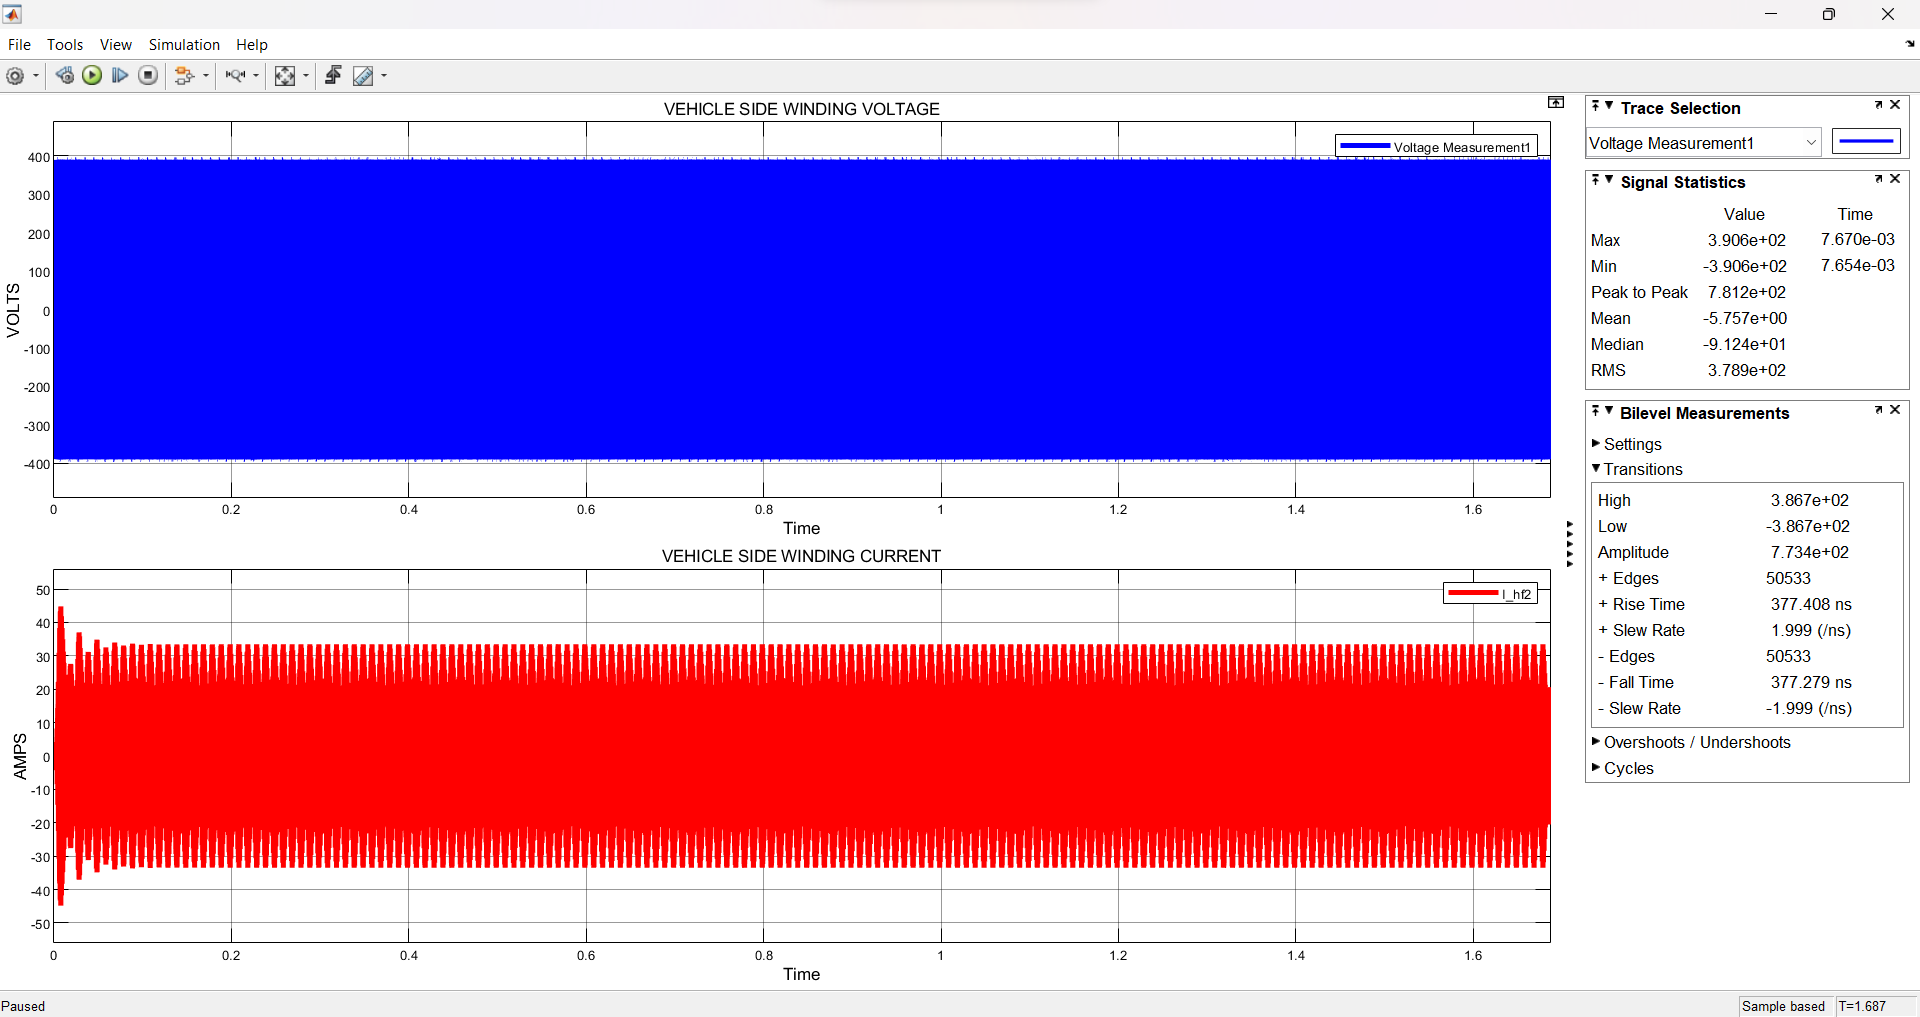 File Tools View Simulation Help
VEHICLE SIDE WINDING VOLTAGE
Voltage Measurement1
400
300
200
100
0
-100
-200
-300
-400
VOLTS
0 0.2 0.4 0.6 0.8 1 1.2 1.4 1.6
Time
VEHICLE SIDE WINDING CURRENT
I_hf2
50
40
30
20
10
0
-10
-20
-30
-40
-50
AMPS
0 0.2 0.4 0.6 0.8 1 1.2 1.4 1.6
Time
Trace Selection
Voltage Measurement1
Signal Statistics
Value Time
Max 3.906e+02 7.670e-03
Min -3.906e+02 7.654e-03
Peak to Peak 7.812e+02
Mean -5.757e+00
Median -9.124e+01
RMS 3.789e+02
Bilevel Measurements
Settings
Transitions
High 3.867e+02
Low -3.867e+02
Amplitude 7.734e+02
+ Edges 50533
+ Rise Time 377.408 ns
+ Slew Rate 1.999 (/ns)
- Edges 50533
- Fall Time 377.279 ns
- Slew Rate -1.999 (/ns)
Overshoots / Undershoots
Cycles
Paused
Sample based T=1.687